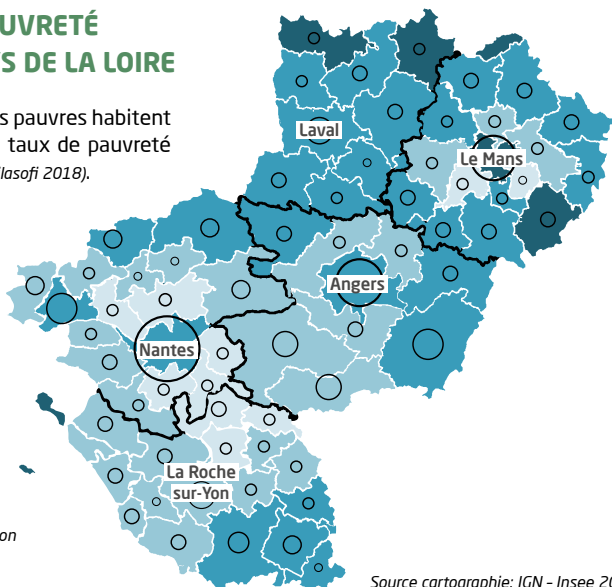 UVRETÉ
S DE LA LOIRE
s pauvres habitent
taux de pauvreté
lasofi 2018).
Laval
Le Mans
Angers
Nantes
La Roche
sur-Yon
on
Source cartographie: IGN - Insee 20